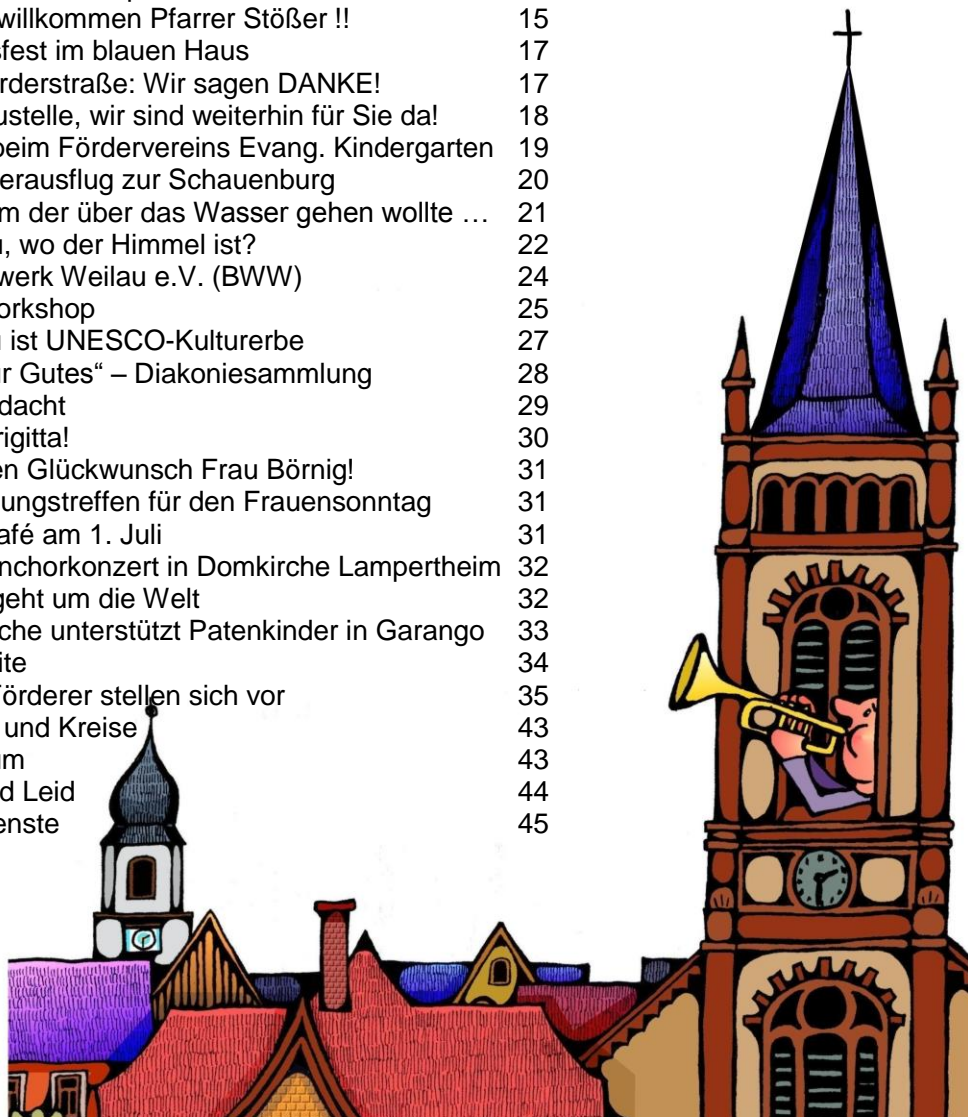 willkommen Pfarrer Stößer !! 15
sfest im blauen Haus 17
rderstraße: Wir sagen DANKE! 17
ustelle, wir sind weiterhin für Sie da! 18
beim Fördervereins Evang. Kindergarten 19
erausflug zur Schauenburg 20
m der über das Wasser gehen wollte … 21
u, wo der Himmel ist? 22
werk Weilau e.V. (BWW) 24
orkshop 25
u ist UNESCO-Kulturerbe 27
ur Gutes“ – Diakoniesammlung 28
dacht 29
rigitta! 30
en Glückwunsch Frau Börnig! 31
ungstreffen für den Frauensonntag 31
afé am 1. Juli 31
nchorkonzert in Domkirche Lampertheim 32
geht um die Welt 32
che unterstützt Patenkinder in Garango 33
ite 34
Förderer stellen sich vor 35
und Kreise 43
um 43
d Leid 44
enste 45